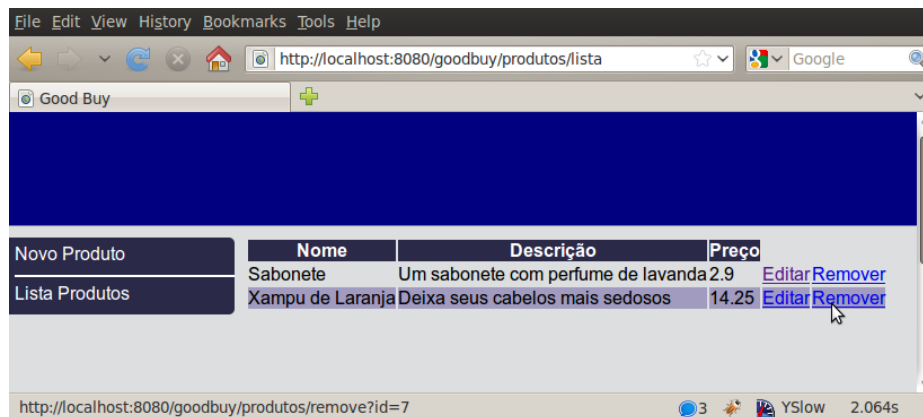 File Edit View History Bookmarks Tools Help
http://localhost:8080/goodbuy/produtos/lista Google
Good Buy
Novo Produto
Lista Produtos
Nome Descrição Preço
Sabonete Um sabonete com perfume de lavanda 2.9 Editar Remover
Xampu de Laranja Deixa seus cabelos mais sedosos 14.25 Editar Remover
http://localhost:8080/goodbuy/produtos/remove?id=7 3 YSlow 2.064s